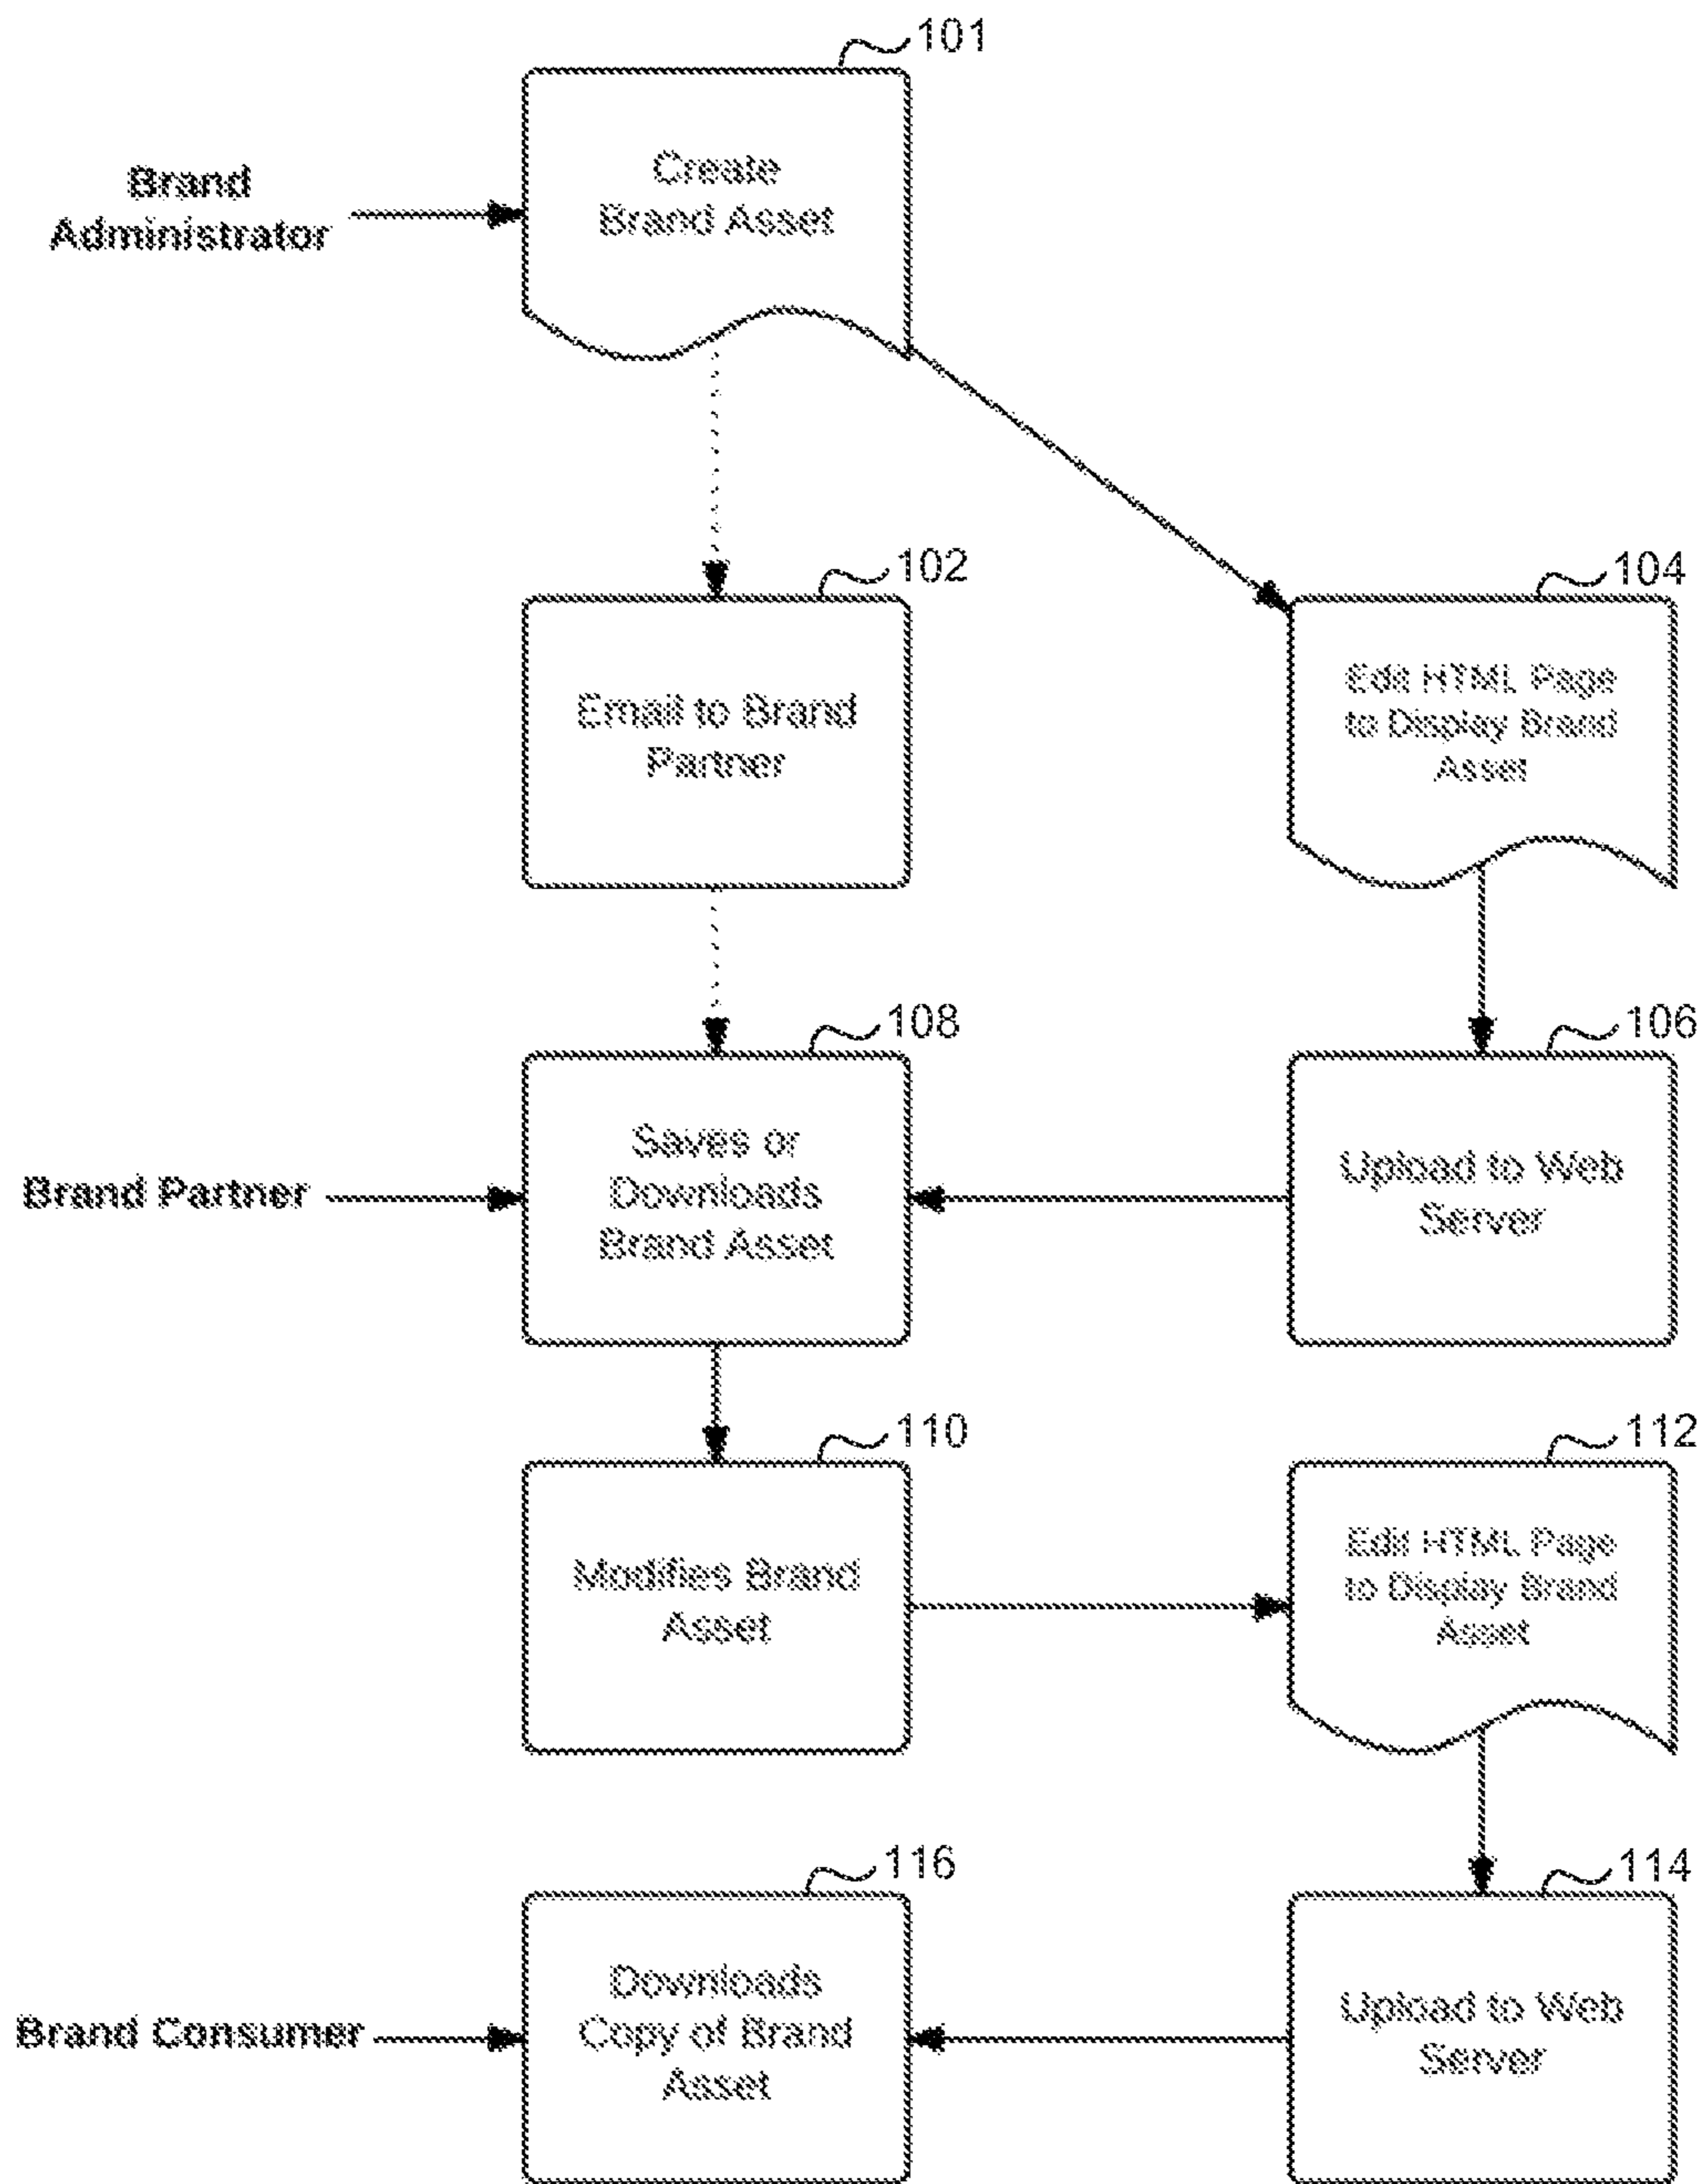 101
Create
Brand Asset
Brand
Administrator
102
Email to Brand
Partner
104
Edit HTML Page
to Display Brand
Asset
108
Saves or
Downloads
Brand Asset
Brand Partner
106
Upload to Web
Server
110
Modifies Brand
Asset
112
Edit HTML Page
to Display Brand
Asset
116
Downloads
Copy of Brand
Asset
Brand Consumer
114
Upload to Web
Server